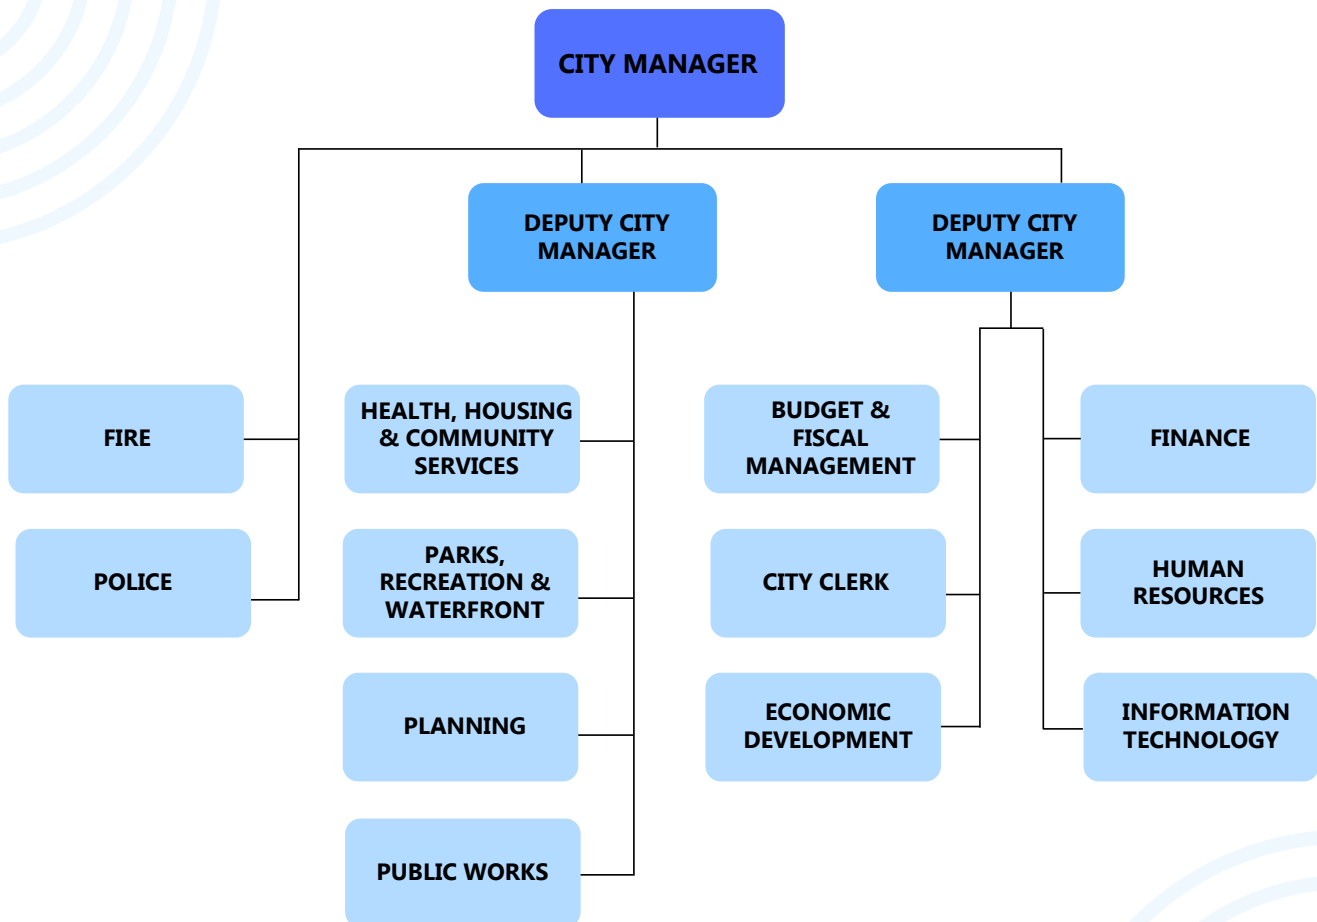 CITY MANAGER
DEPUTY CITY
MANAGER
DEPUTY CITY
MANAGER
FIRE
POLICE
HEALTH, HOUSING
& COMMUNITY
SERVICES
PARKS,
RECREATION &
WATERFRONT
PLANNING
PUBLIC WORKS
BUDGET &
FISCAL
MANAGEMENT
CITY CLERK
ECONOMIC
DEVELOPMENT
FINANCE
HUMAN
RESOURCES
INFORMATION
TECHNOLOGY